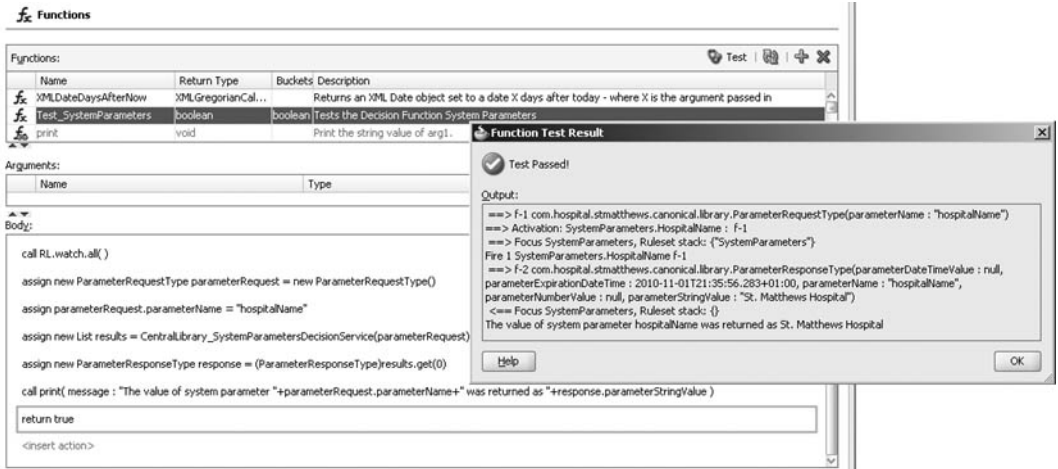 Functions
Functions:
Test
Name Return Type Buckets Description
XMLDateDaysAfterNow XMLGregorianCal... Returns an XML Date object set to a date X days after today - where X is the argument passed in
Test_SystemParameters boolean boolean Tests the Decision Function System Parameters
print void Print the string value of arg1.
Arguments:
Name Type
Body:
call RL.watch.all( )
assign new ParameterRequestType parameterRequest = new ParameterRequestType()
assign parameterRequest.parameterName = "hospitalName"
assign new List results = CentralLibrary_SystemParametersDecisionService(parameterRequest)
assign new ParameterResponseType response = (ParameterResponseType)results.get(0)
call print( message : "The value of system parameter "+parameterRequest.parameterName+" was returned as "+response.parameterStringValue )
return true
<insert action>
Function Test Result
Test Passed!
Output:
==> f-1 com.hospital.stmatthews.canonical.library.ParameterRequestType(parameterName : "hospitalName")
==> Activation: SystemParameters.HospitalName : f-1
==> Focus SystemParameters, Ruleset stack: {"SystemParameters"}
Fire 1 SystemParameters.HospitalName f-1
==> f-2 com.hospital.stmatthews.canonical.library.ParameterResponseType(parameterDateTimeValue : null,
parameterExpirationDateTime : 2010-11-01T21:35:56.283+01:00, parameterName : "hospitalName",
parameterNumberValue : null, parameterStringValue : "St. Matthews Hospital")
<== Focus SystemParameters, Ruleset stack: {}
The value of system parameter hospitalName was returned as St. Matthews Hospital
Help
OK